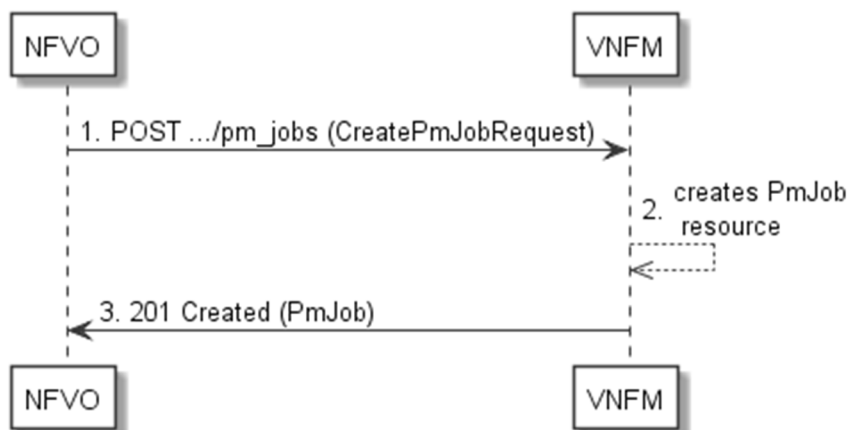 NFVO VNFM
1. POST .../pm_jobs (CreatePmJobRequest)
2. creates PmJob
resource
3. 201 Created (PmJob)
NFVO VNFM